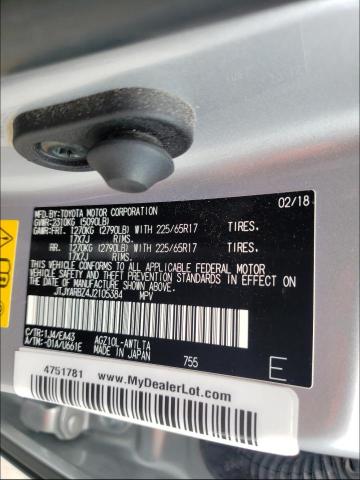 MFD. BY: TOYOTA MOTOR CORPORATION 02/18
GVWR: 2310KG (5090LB)
GAWR: FRT. 1270KG (2790LB) WITH 225/65R17 TIRES.
17X7J RIMS.
RR. 1270KG (2790LB) WITH 225/65R17 TIRES.
17X7J RIMS.
THIS VEHICLE CONFORMS TO ALL APPLICABLE FEDERAL MOTOR
VEHICLE SAFETY, BUMPER, AND THEFT PREVENTION STANDARDS IN
EFFECT ON THE DATE OF MANUFACTURE SHOWN ABOVE.
JTJYARBZ4J2105384 MPV
C/TR: 1J4/EA43 AGZ10L-AWTLTA
A/TM: -01A/U661E MADE IN JAPAN 755 E
4751781
MyDealerLot.com